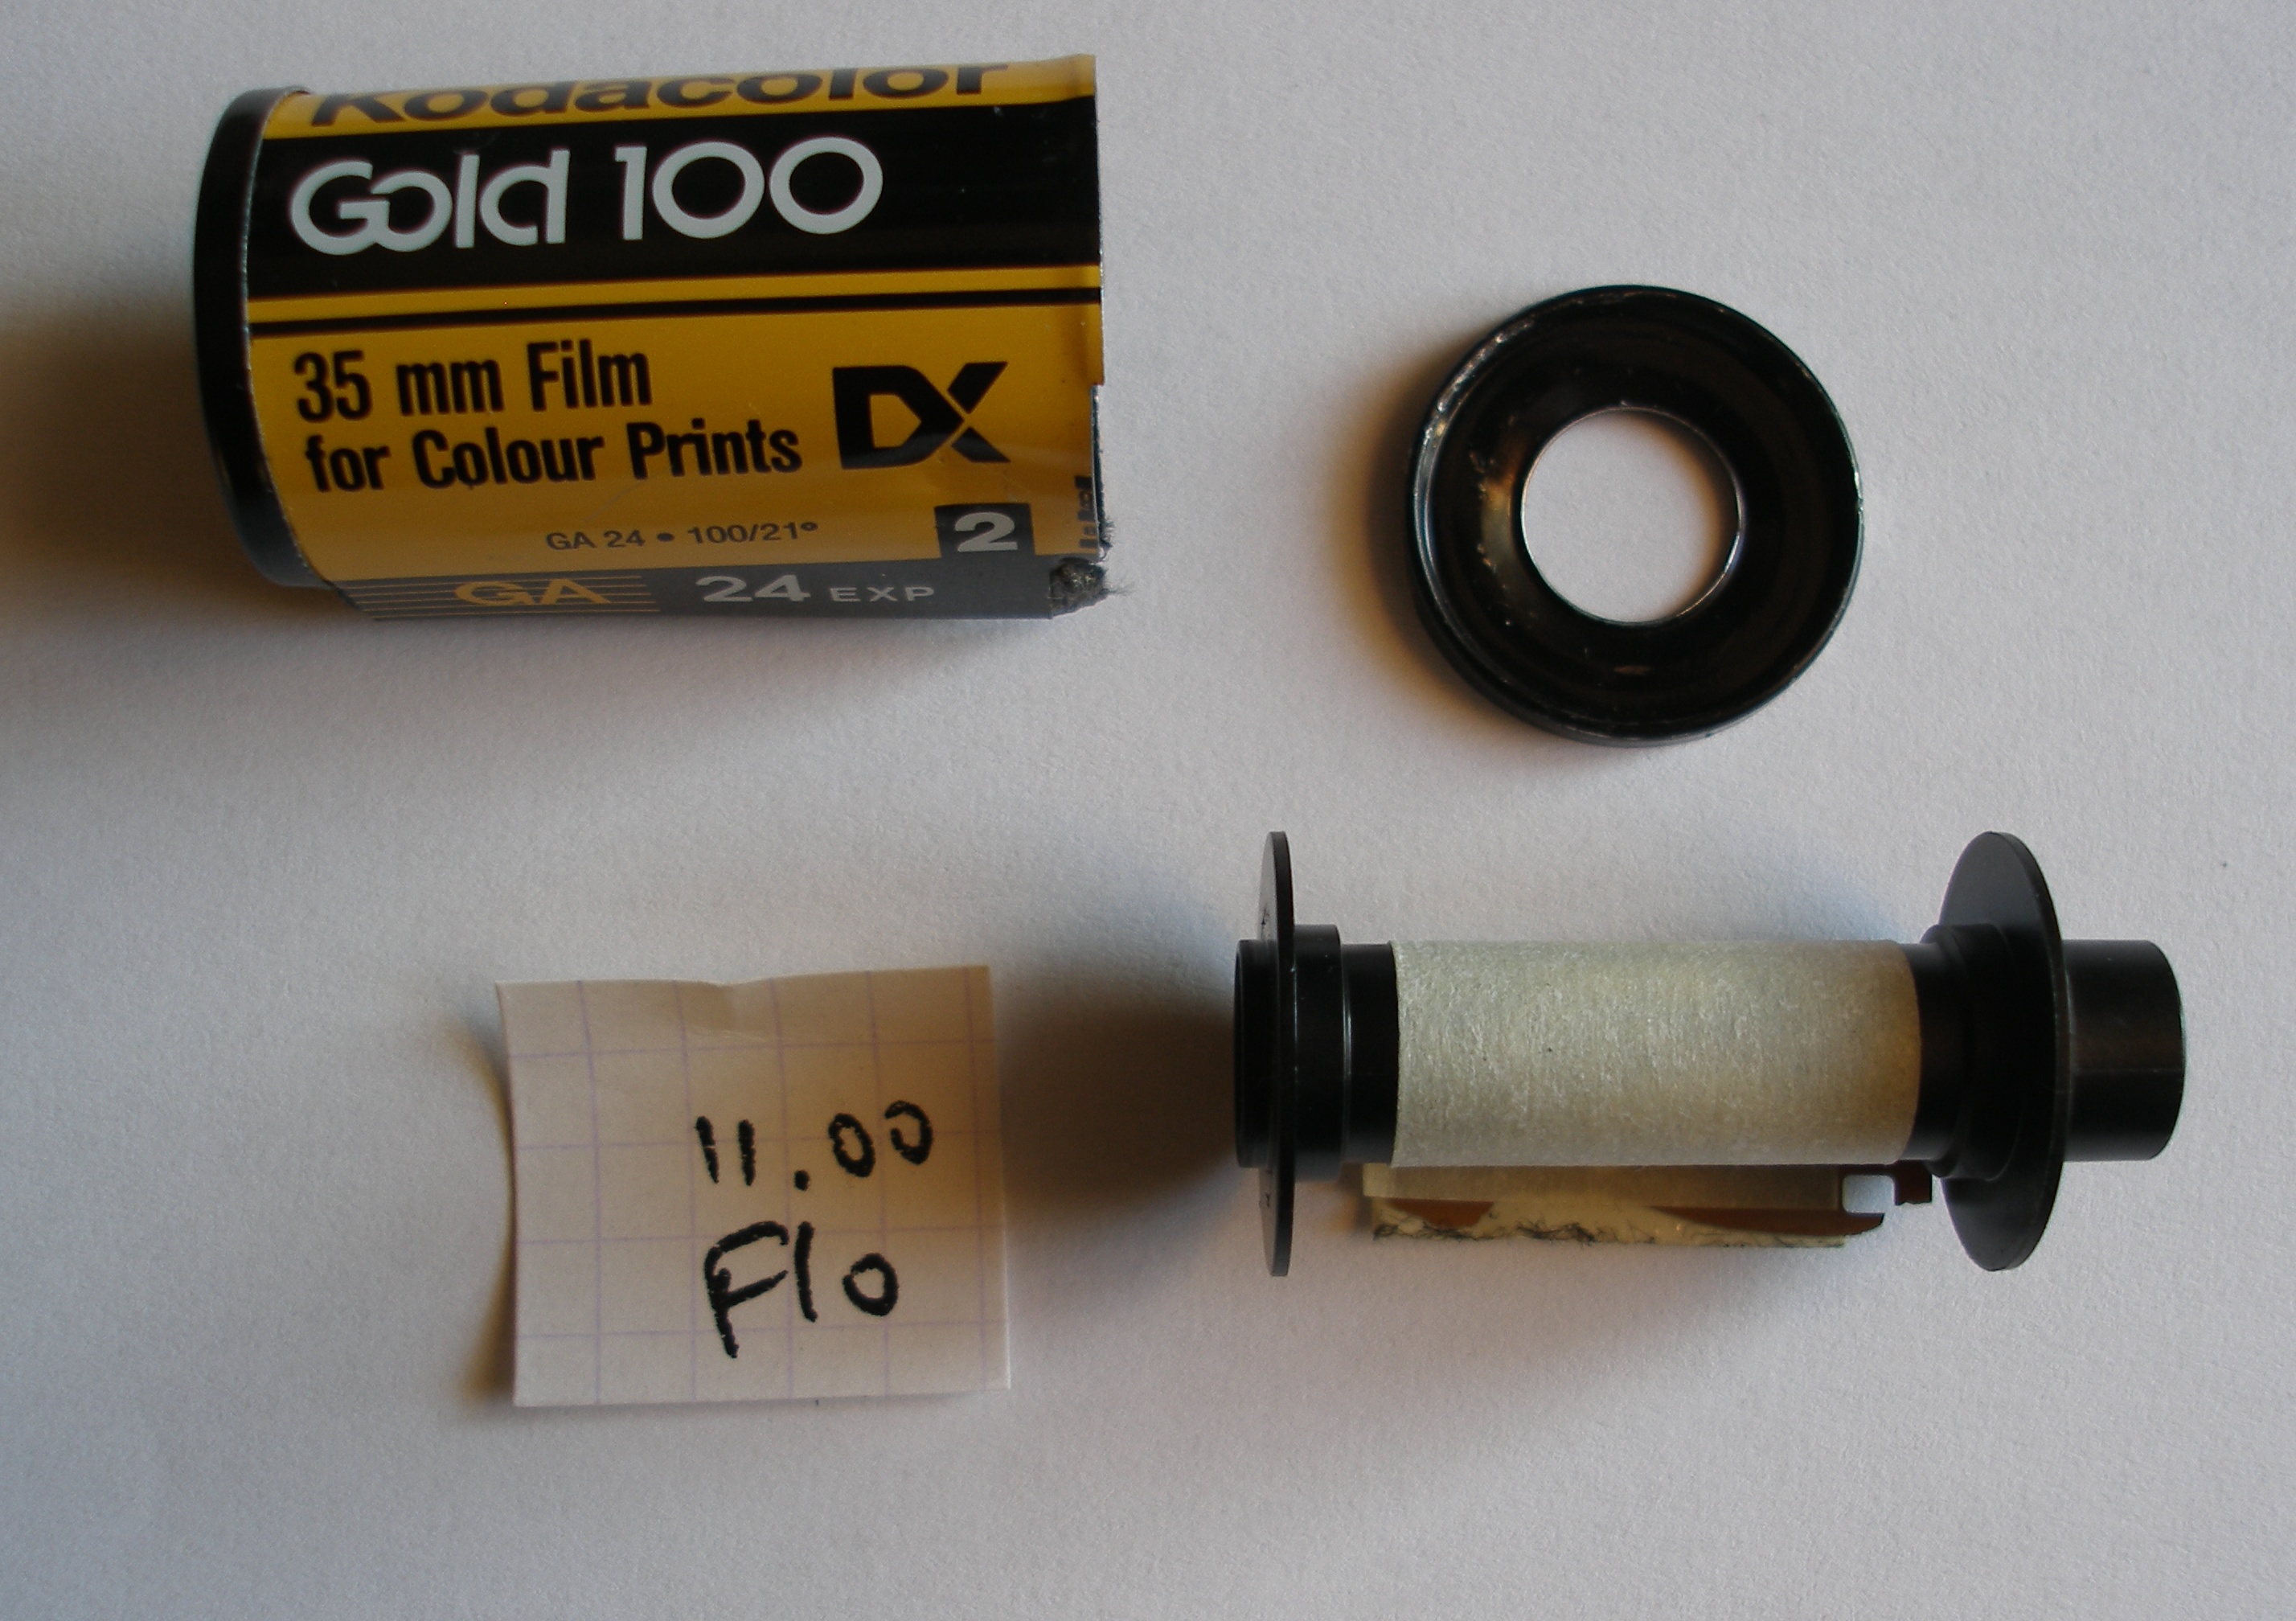 Kodacolor
Gold 100
35 mm Film
for Colour Prints
DX
GA 24 • 100/21°
2
GA 24 EXP
11.00
Flo